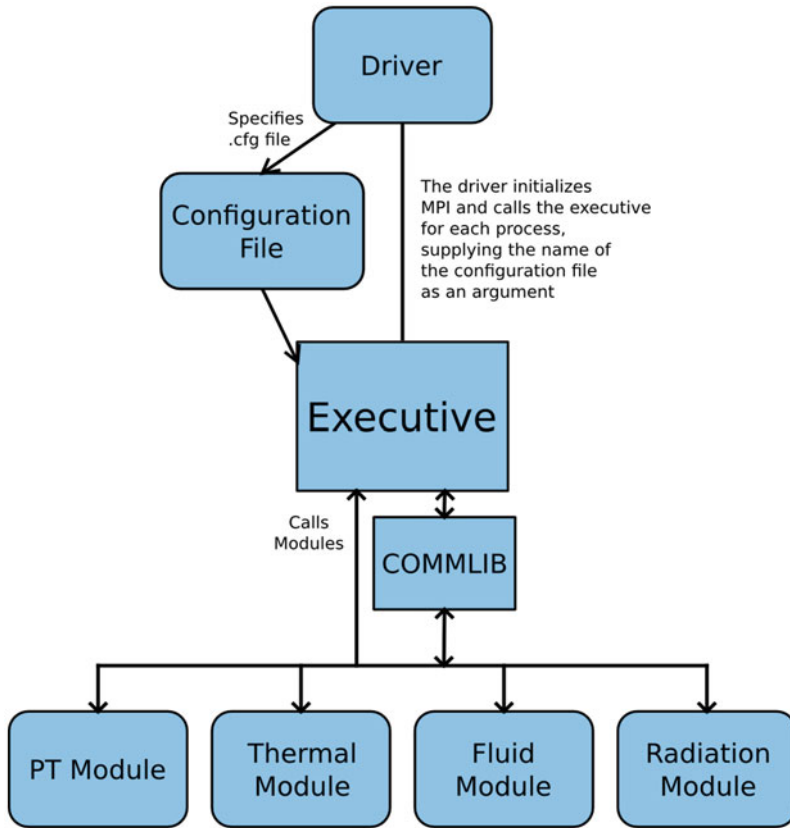 Driver
Specifies
.cfg file
The driver initializes
MPI and calls the executive
for each process,
supplying the name of
the configuration file
as an argument
Configuration
File
Executive
Calls
Modules
COMMLIB
PT Module
Thermal
Module
Fluid
Module
Radiation
Module